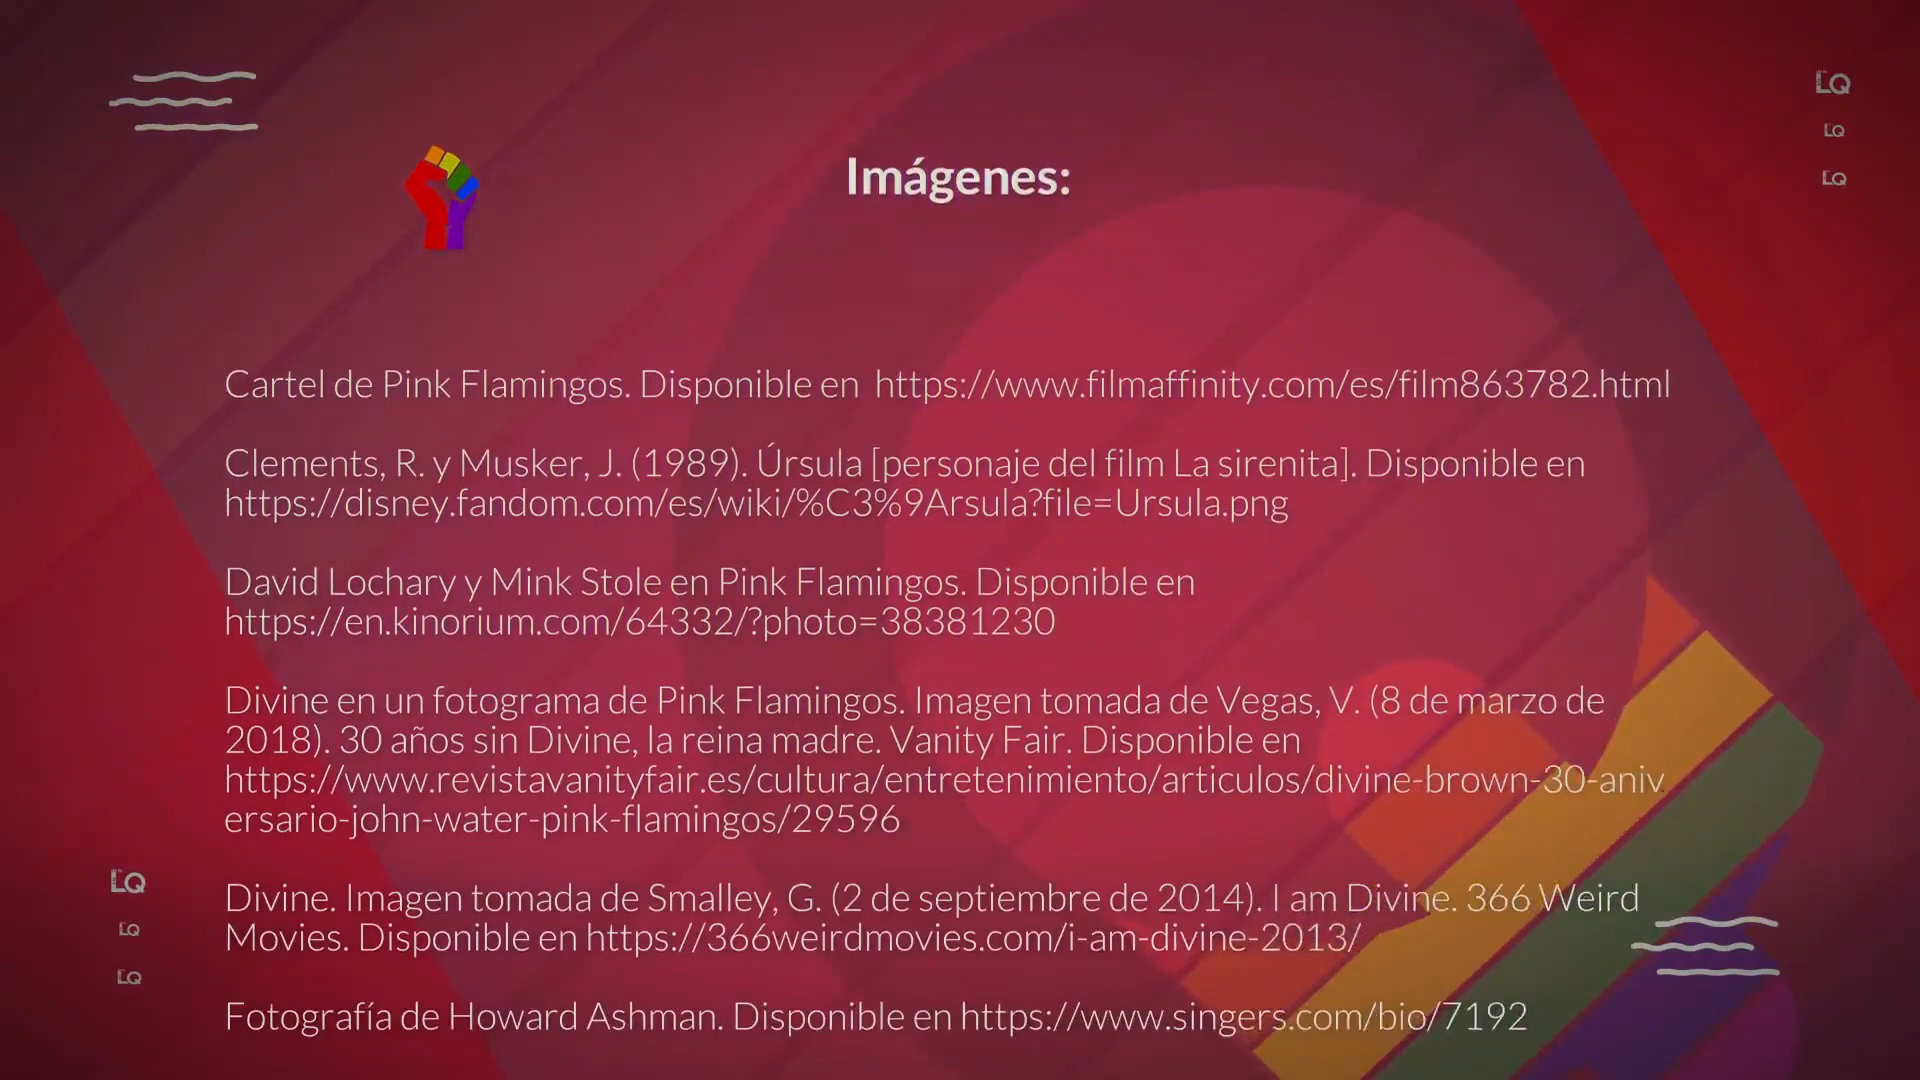 LQ
LQ
LQ
Imágenes:
Cartel de Pink Flamingos. Disponible en https://www.filmaffinity.com/es/film863782.html
Clements, R. y Musker, J. (1989). Úrsula [personaje del film La sirenita]. Disponible en
https://disney.fandom.com/es/wiki/%C3%9Arsula?file=Ursula.png
David Lochary y Mink Stole en Pink Flamingos. Disponible en
https://en.kinorium.com/64332/?photo=38381230
Divine en un fotograma de Pink Flamingos. Imagen tomada de Vegas, V. (8 de marzo de
2018). 30 años sin Divine, la reina madre. Vanity Fair. Disponible en
https://www.revistavanityfair.es/cultura/entretenimiento/articulos/divine-brown-30-aniv
ersario-john-water-pink-flamingos/29596
Divine. Imagen tomada de Smalley, G. (2 de septiembre de 2014). I am Divine. 366 Weird
Movies. Disponible en https://366weirdmovies.com/i-am-divine-2013/
Fotografía de Howard Ashman. Disponible en https://www.singers.com/bio/7192
LQ
LQ
LQ